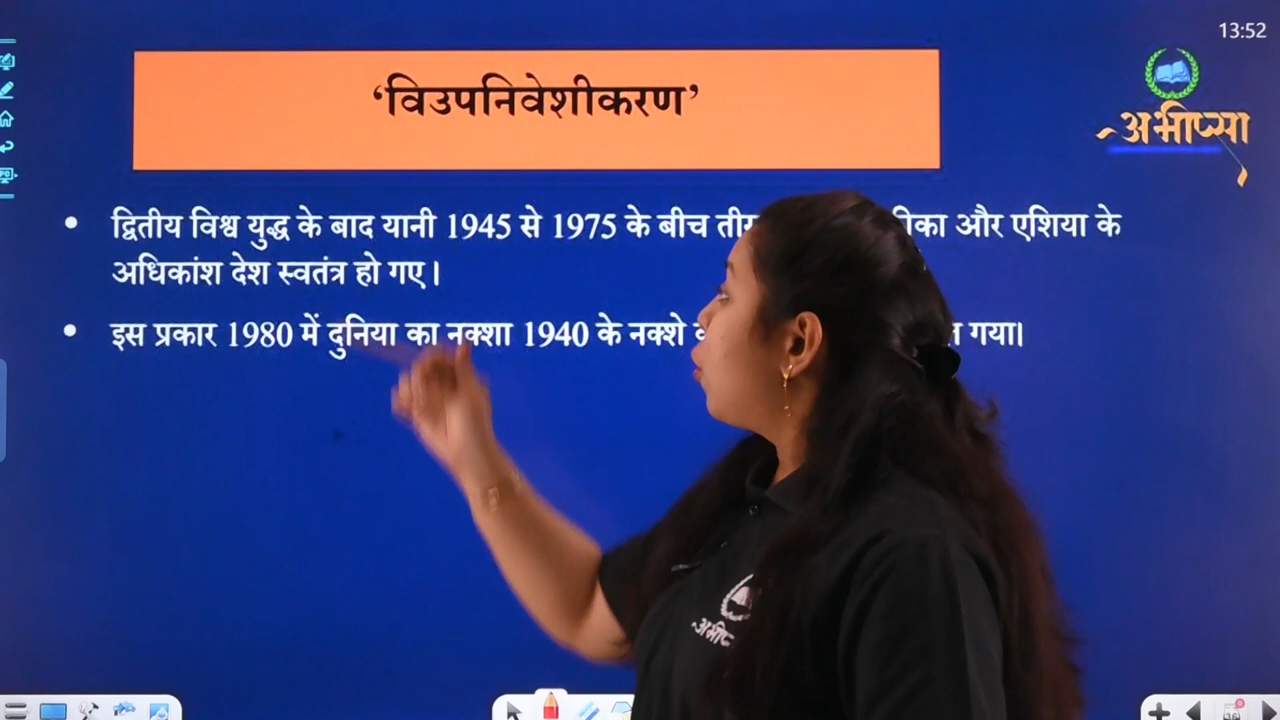 13:52
‘विउपनिवेशीकरण’
अभीप्सा
द्वितीय विश्व युद्ध के बाद यानी 1945 से 1975 के बीच और एशिया के
अधिकांश देश स्वतंत्र हो गए।
इस प्रकार 1980 में दुनिया का नक्शा 1940 के नक्शे गया।